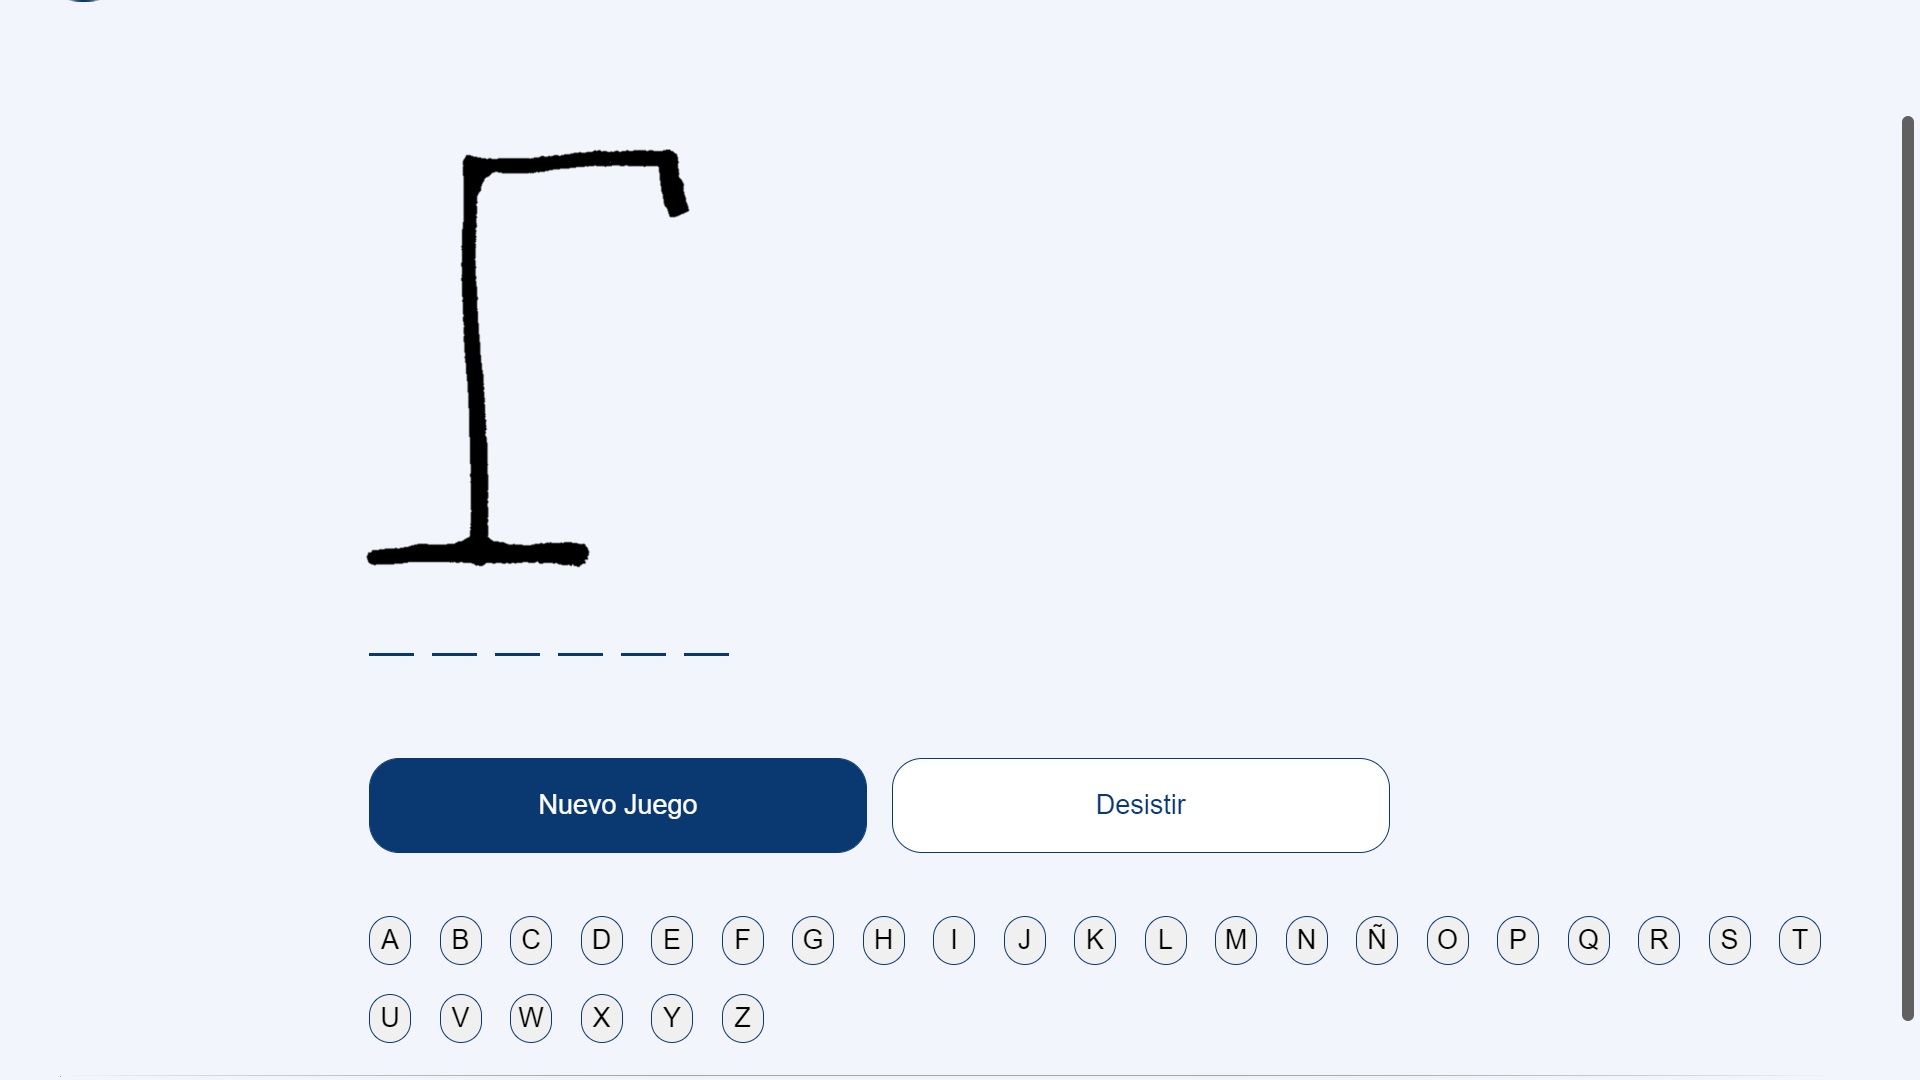 Nuevo Juego Desistir
A B C D E F G H I J K L M N Ñ O P Q R S T
U V W X Y Z